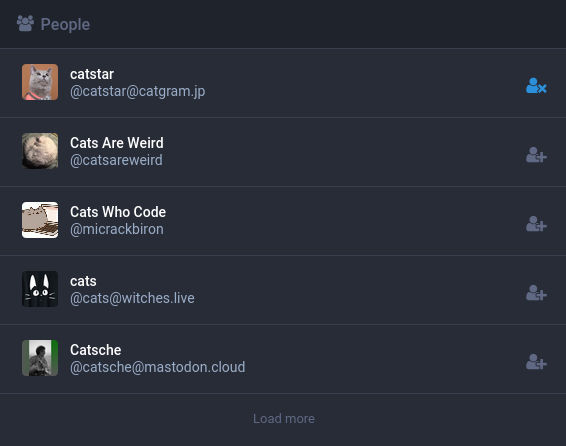 People
catstar
@catstar@catgram.jp
Cats Are Weird
@catsareweird
Cats Who Code
@micrackbiron
cats
@cats@witches.live
Catsche
@catsche@mastodon.cloud
Load more